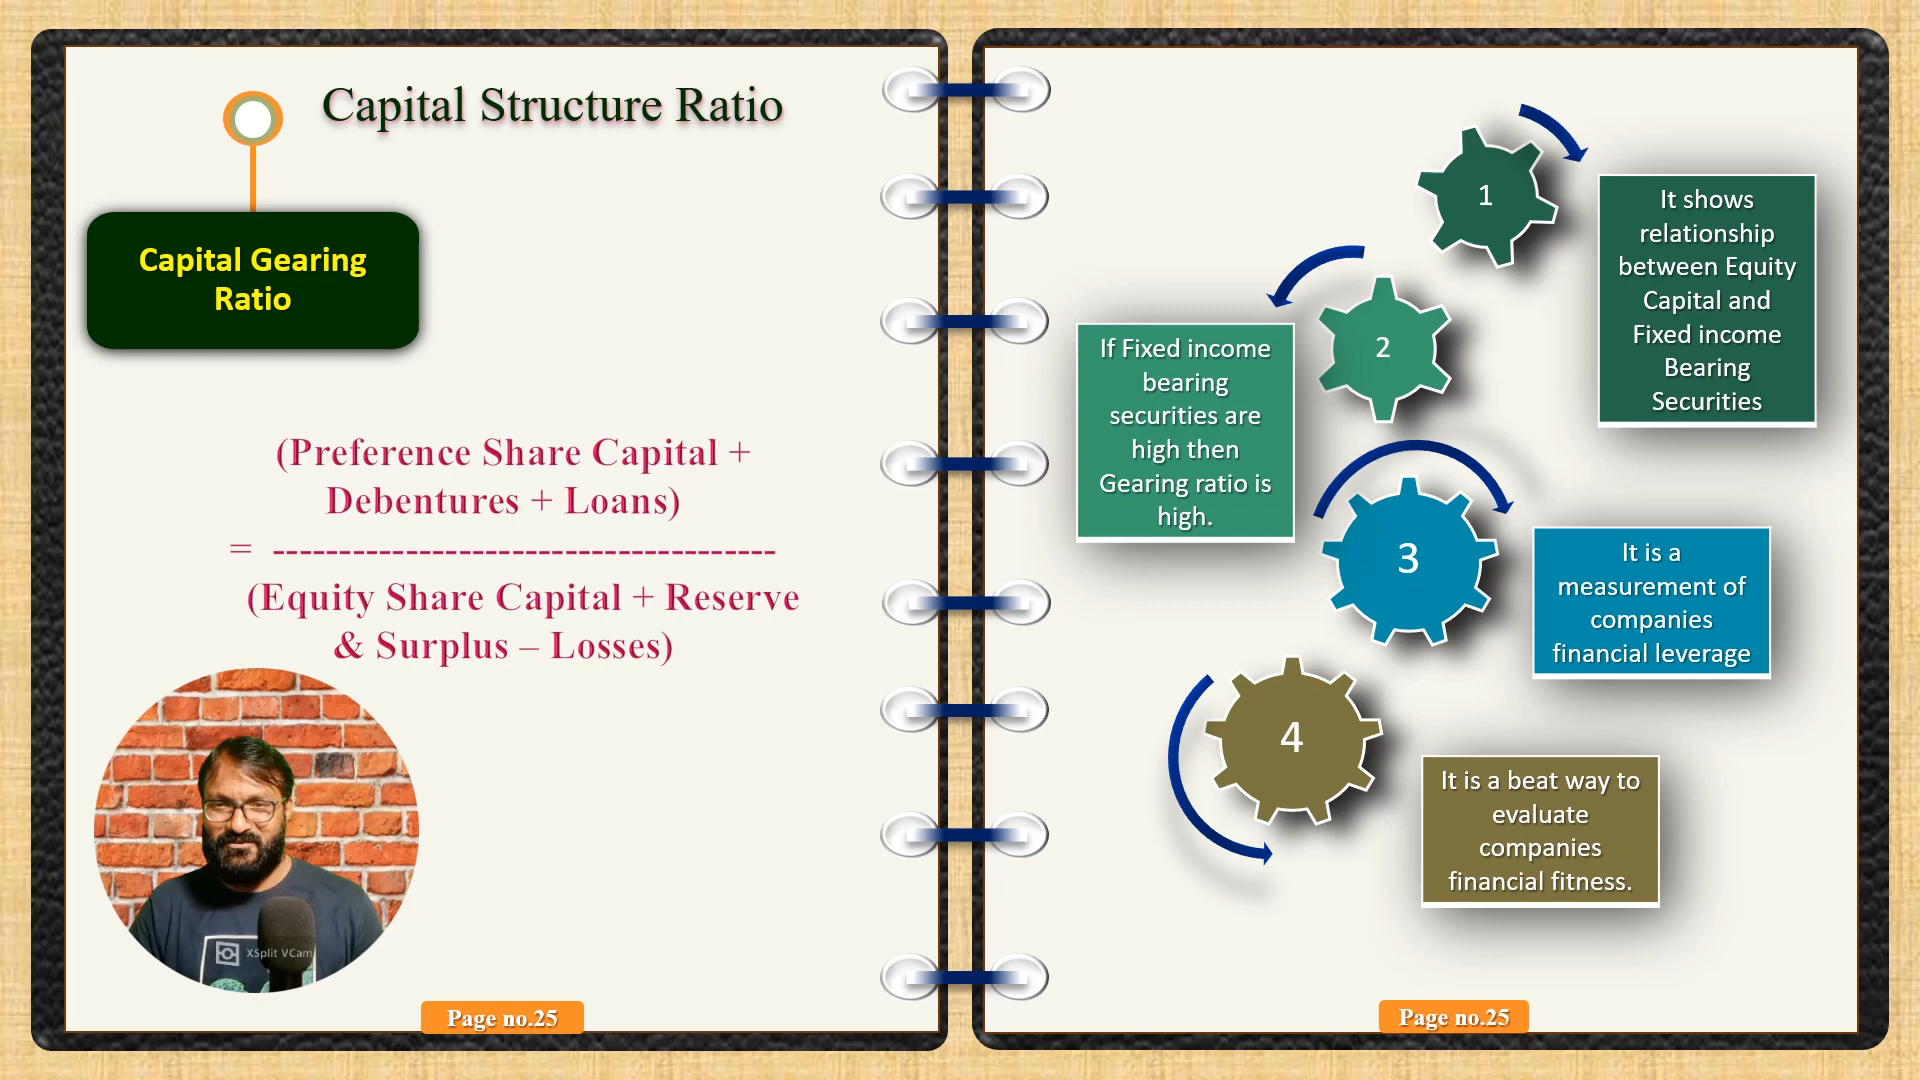 Capital Structure Ratio
Capital Gearing
Ratio
(Preference Share Capital +
Debentures + Loans)
= --------------------------------------
(Equity Share Capital + Reserve
& Surplus – Losses)
XSplit VCam
Page no.25
1
It shows
relationship
between Equity
Capital and
Fixed income
Bearing
Securities
2
If Fixed income
bearing
securities are
high then
Gearing ratio is
high.
3
It is a
measurement of
companies
financial leverage
4
It is a beat way to
evaluate
companies
financial fitness.
Page no.25